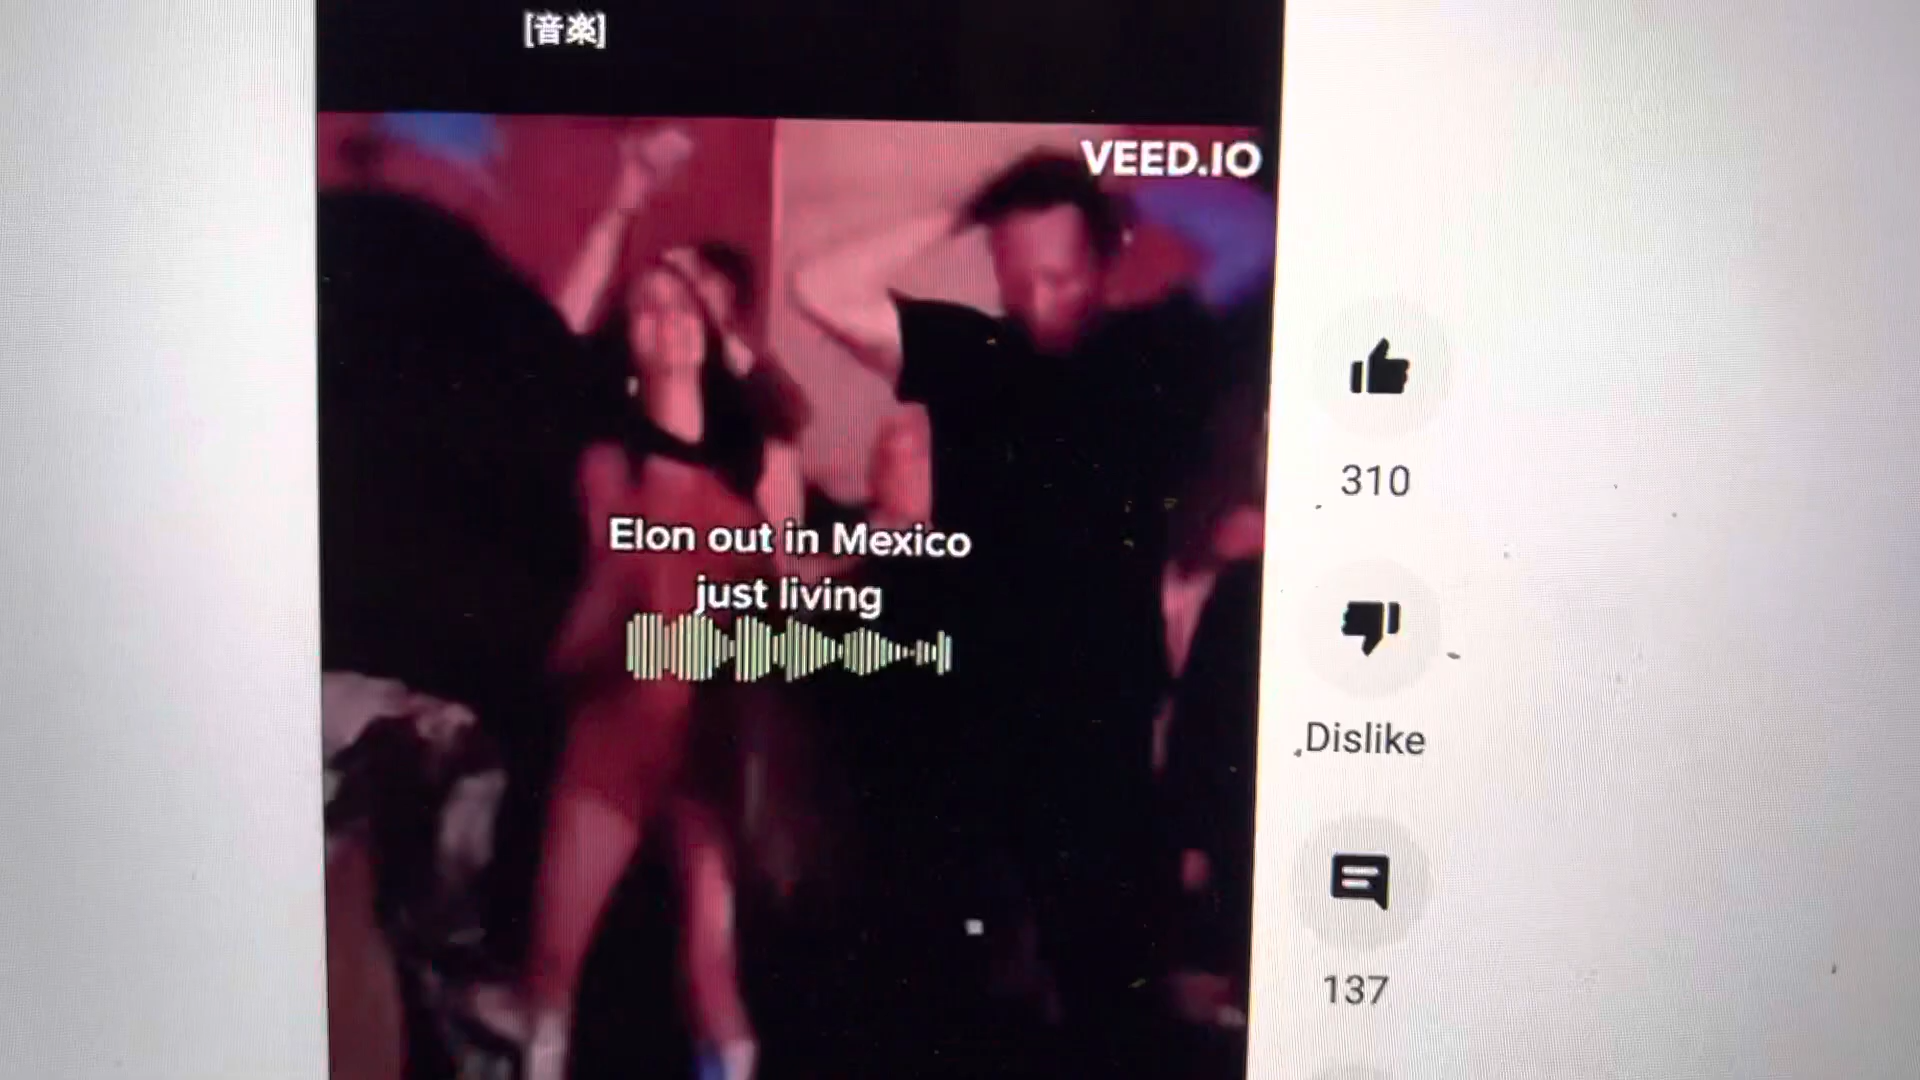 [音楽]
VEED.IO
Elon out in Mexico
just living
310
Dislike
137